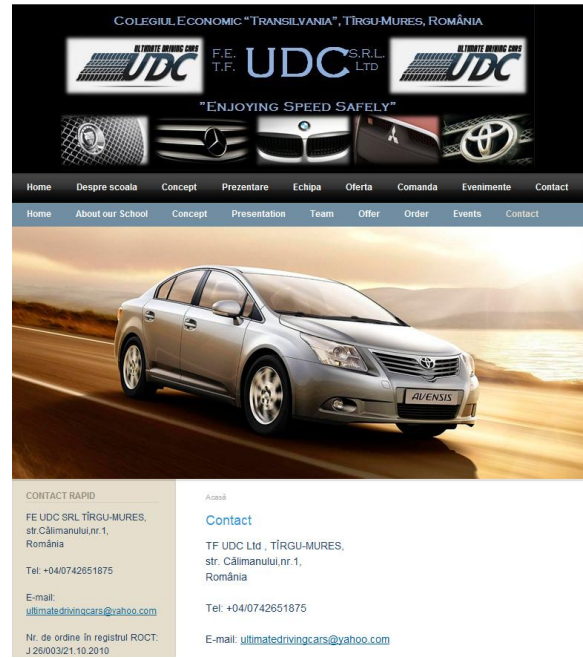 COLEGIUL ECONOMIC "TRANSILVANIA", TÎRGU-MURES, ROMÂNIA
ULTIMATE DRIVING CARS
UDC
F.E.
T.F.
UDC
S.R.L.
LTD
ULTIMATE DRIVING CARS
UDC
"ENJOYING SPEED SAFELY"
Home Despre scoala Concept Prezentare Echipa Oferta Comanda Evenimente Contact
Home About our School Concept Presentation Team Offer Order Events Contact
AVENSIS
CONTACT RAPID
FE UDC SRL TÎRGU-MURES,
str.Călimanului,nr.1,
România
Tel: +04/0742651875
E-mail:
ultimatedrivingcars@yahoo.com
Nr. de ordine în registrul ROCT:
J 26/003/21.10.2010
Acasă
Contact
TF UDC Ltd , TÎRGU-MURES,
str. Călimanului,nr.1,
România
Tel: +04/0742651875
E-mail: ultimatedrivingcars@yahoo.com